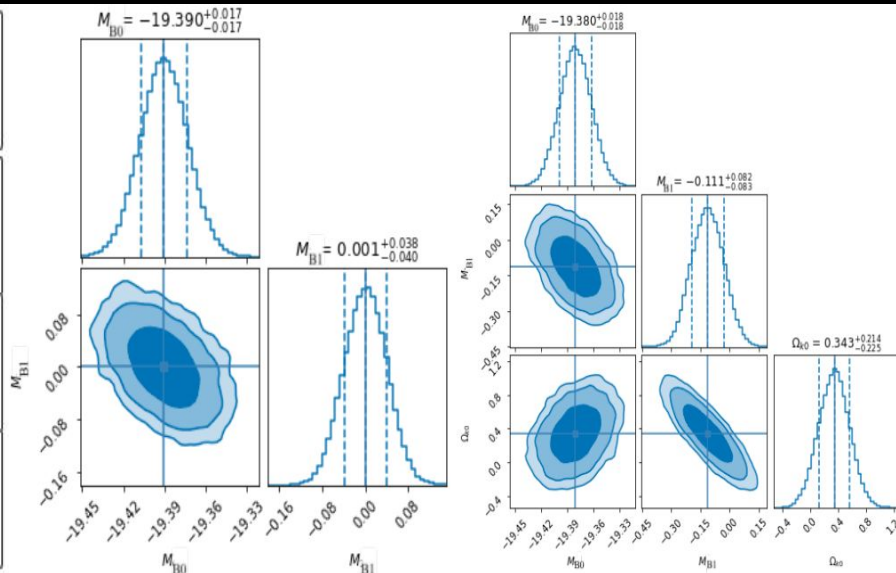 M_B0 = −19.390^{+0.017}_{−0.017}
M_B1 = 0.001^{+0.038}_{−0.040}
M_B1
0.08
0.00
−0.08
−0.16
−19.45 −19.42 −19.39 −19.36 −19.33
M_B0
−0.16 −0.08 0.00 0.08
M_B1
M_B0 = −19.380^{+0.018}_{−0.018}
M_B1 = −0.111^{+0.082}_{−0.083}
M_B1
0.15
0.00
−0.15
−0.30
−0.45
Ω_k0 = 0.343^{+0.214}_{−0.225}
Ω_k0
1.2
0.8
0.4
0.0
−0.4
−19.45 −19.42 −19.39 −19.36 −19.33
M_B0
−0.45 −0.30 −0.15 0.00 0.15
M_B1
−0.4 0.0 0.4 0.8
Ω_k0